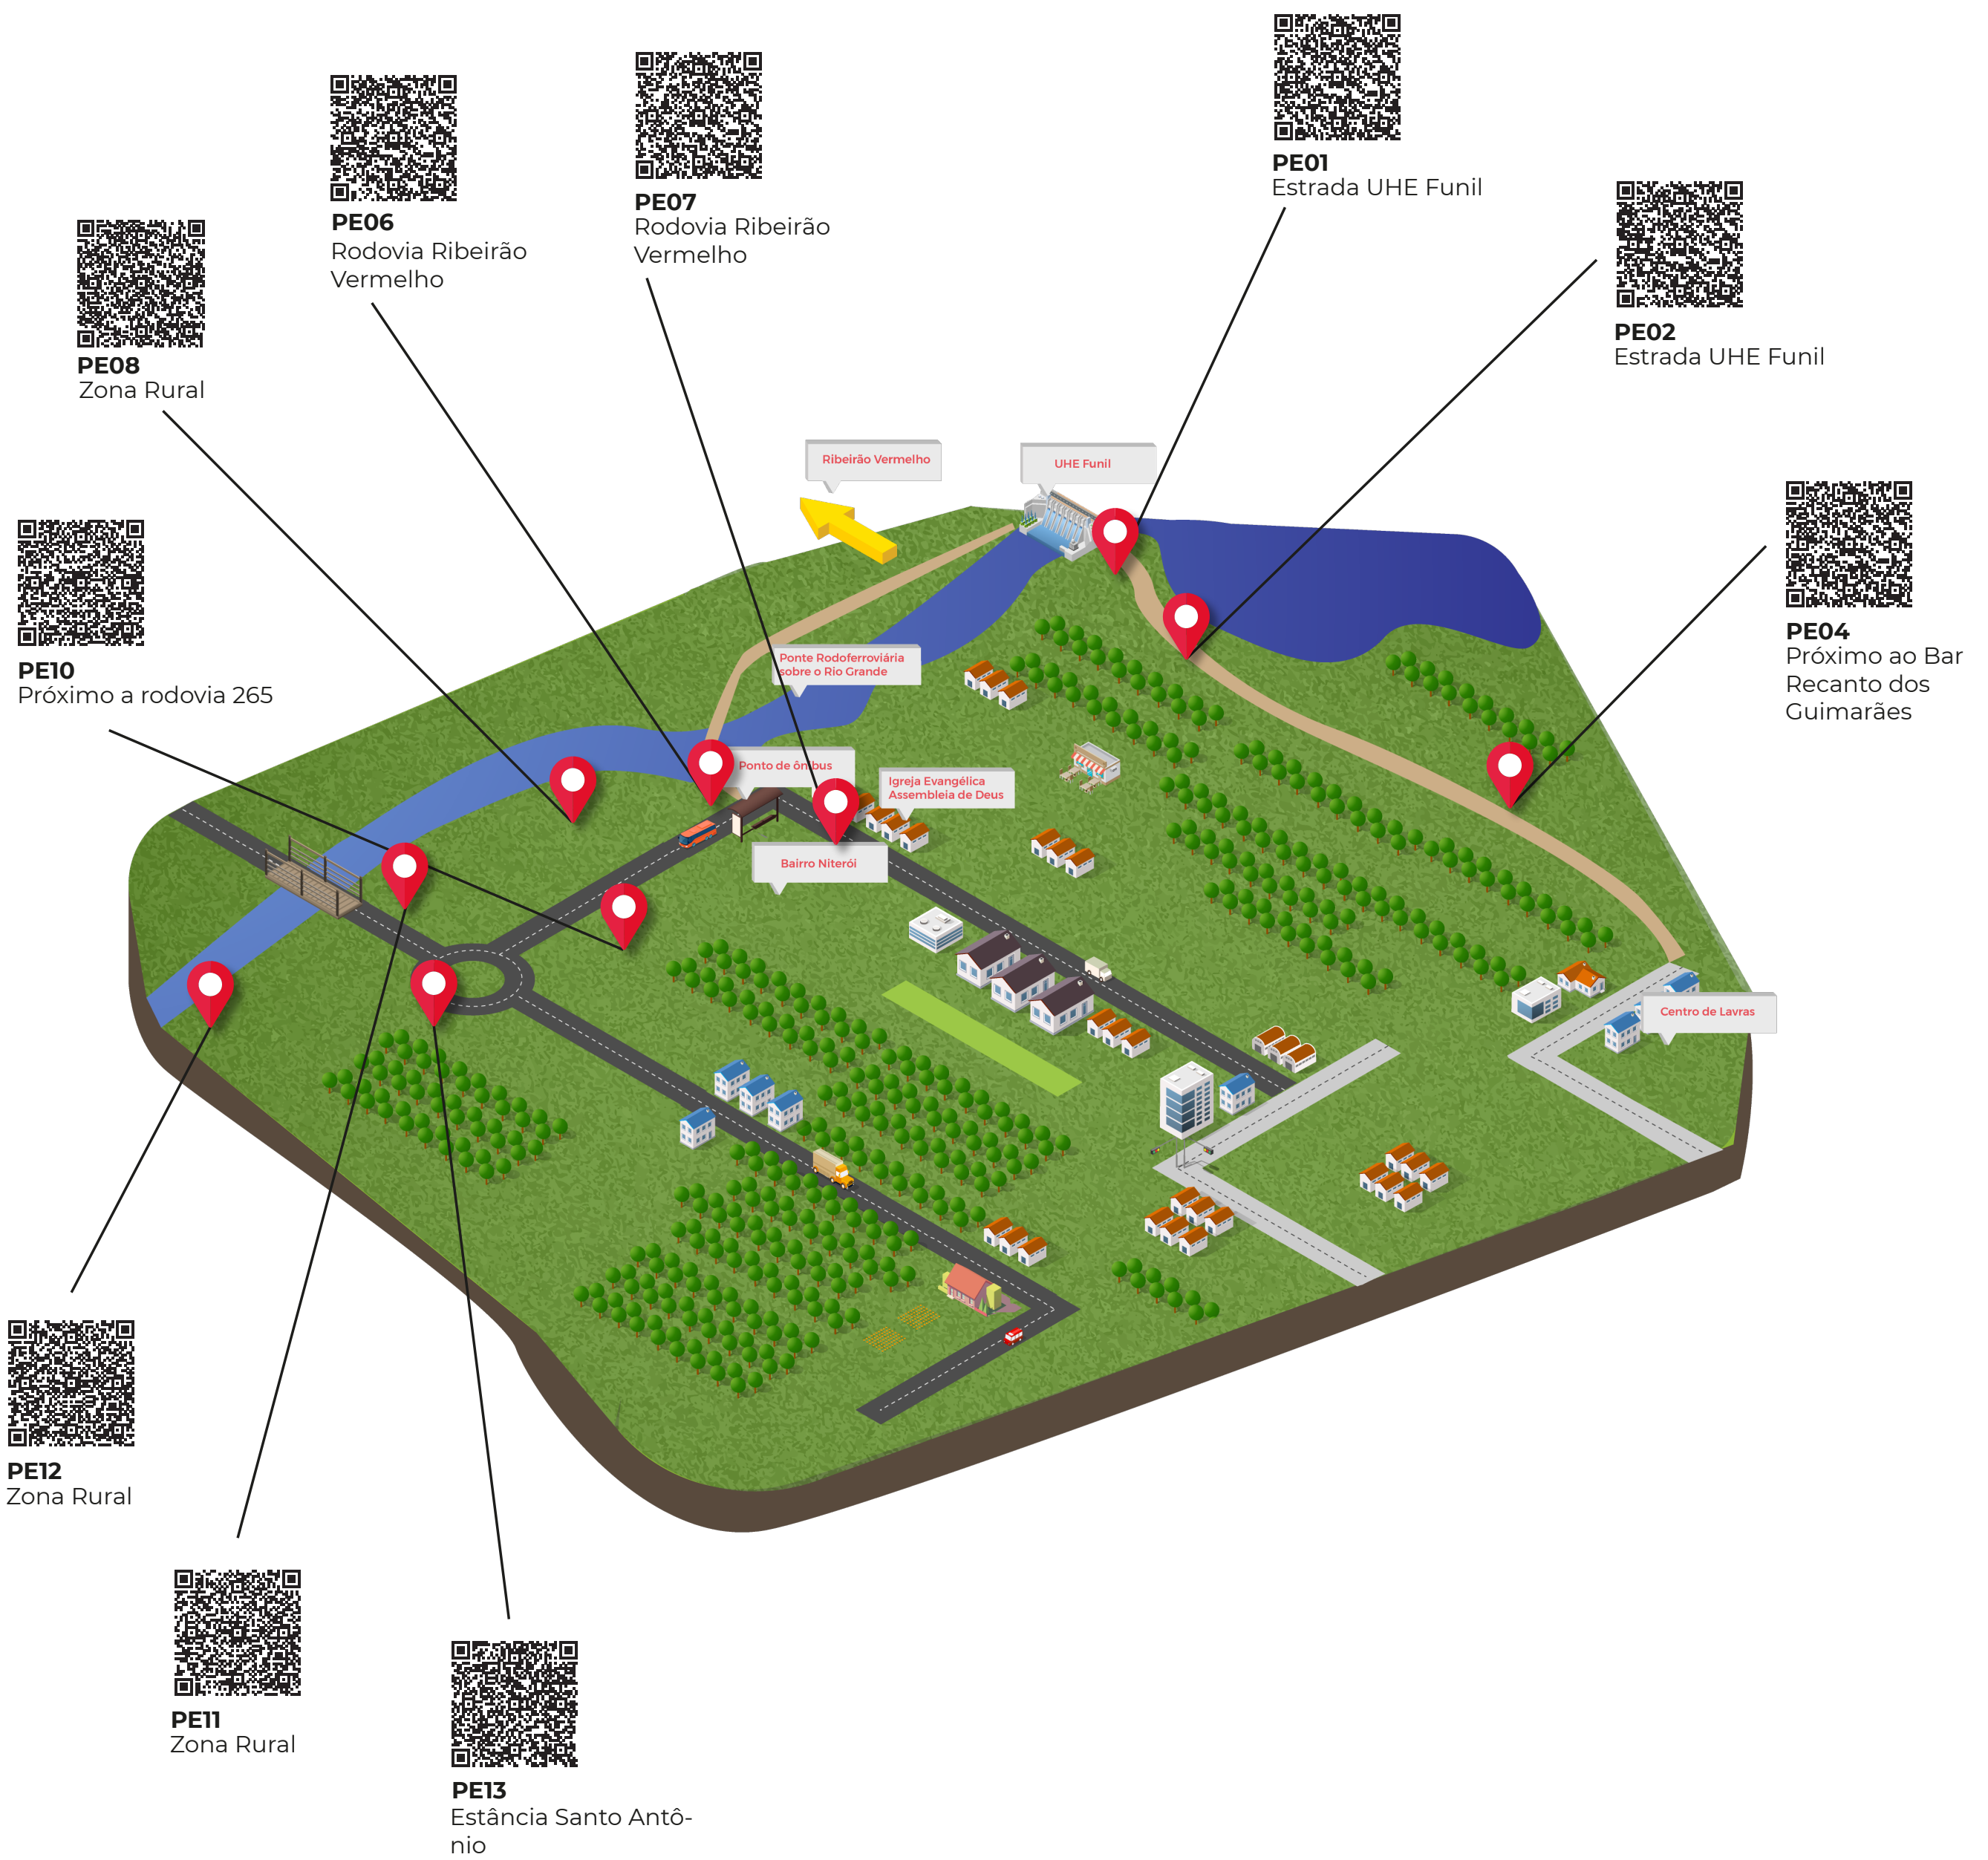 PE01
Estrada UHE Funil
PE07
Rodovia Ribeirão
Vermelho
PE06
Rodovia Ribeirão
Vermelho
PE02
Estrada UHE Funil
PE08
Zona Rural
Ribeirão Vermelho
UHE Funil
PE04
Próximo ao Bar
Recanto dos
Guimarães
PE10
Próximo a rodovia 265
Ponte Rodoferroviária
sobre o Rio Grande
Ponto de ônibus
Igreja Evangélica
Assembleia de Deus
Bairro Niterói
Centro de Lavras
PE12
Zona Rural
PE11
Zona Rural
PE13
Estância Santo Antô-
nio